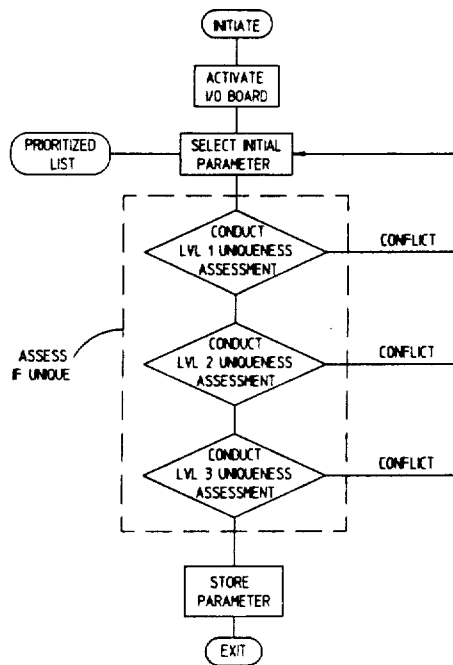 INITIATE
ACTIVATE
I/O BOARD
PRIORITIZED
LIST
SELECT INITIAL
PARAMETER
CONDUCT
LVL 1 UNIQUENESS
ASSESSMENT
CONFLICT
ASSESS
IF UNIQUE
CONDUCT
LVL 2 UNIQUENESS
ASSESSMENT
CONFLICT
CONDUCT
LVL 3 UNIQUENESS
ASSESSMENT
CONFLICT
STORE
PARAMETER
EXIT